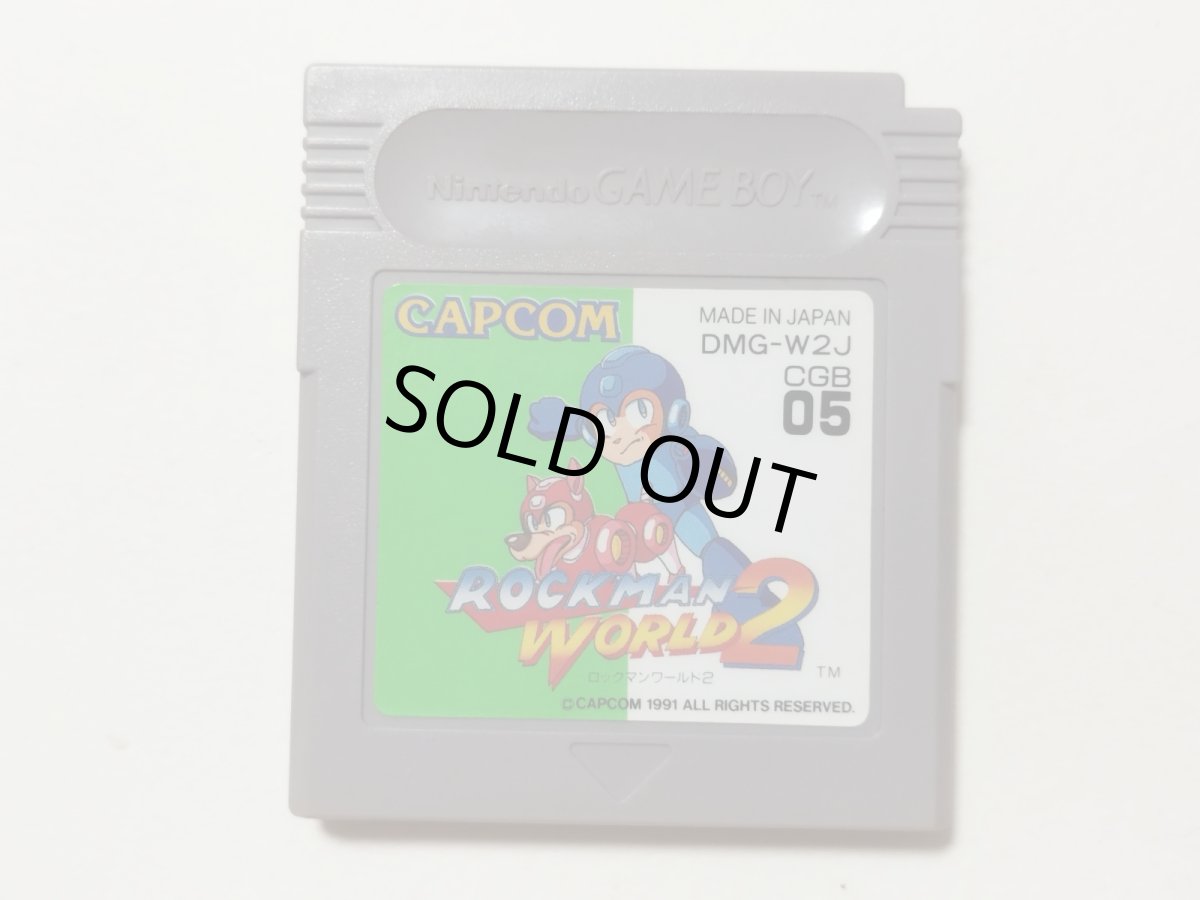 Nintendo GAME BOY TM
CAPCOM
MADE IN JAPAN
DMG-W2J
CGB
05
SOLD OUT
ROCKMAN
WORLD 2
TM
ロックマンワールド2
©CAPCOM 1991 ALL RIGHTS RESERVED.